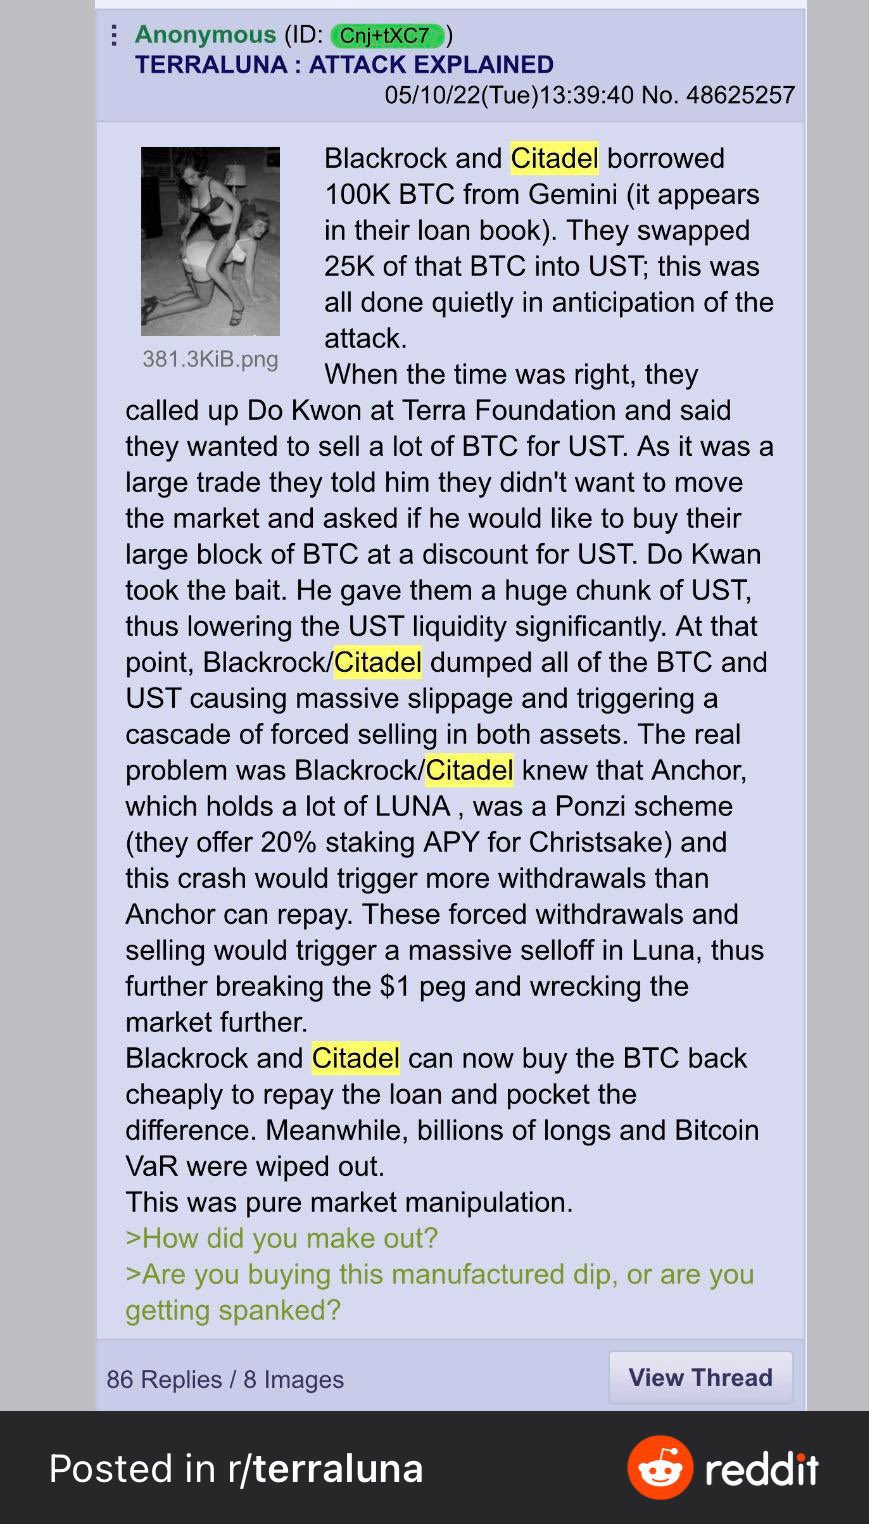 Anonymous (ID: Cnj+tXC7 )
TERRALUNA : ATTACK EXPLAINED
05/10/22(Tue)13:39:40 No. 48625257
381.3KiB.png
Blackrock and Citadel borrowed
100K BTC from Gemini (it appears
in their loan book). They swapped
25K of that BTC into UST; this was
all done quietly in anticipation of the
attack.
When the time was right, they
called up Do Kwon at Terra Foundation and said
they wanted to sell a lot of BTC for UST. As it was a
large trade they told him they didn't want to move
the market and asked if he would like to buy their
large block of BTC at a discount for UST. Do Kwan
took the bait. He gave them a huge chunk of UST,
thus lowering the UST liquidity significantly. At that
point, Blackrock/Citadel dumped all of the BTC and
UST causing massive slippage and triggering a
cascade of forced selling in both assets. The real
problem was Blackrock/Citadel knew that Anchor,
which holds a lot of LUNA , was a Ponzi scheme
(they offer 20% staking APY for Christsake) and
this crash would trigger more withdrawals than
Anchor can repay. These forced withdrawals and
selling would trigger a massive selloff in Luna, thus
further breaking the $1 peg and wrecking the
market further.
Blackrock and Citadel can now buy the BTC back
cheaply to repay the loan and pocket the
difference. Meanwhile, billions of longs and Bitcoin
VaR were wiped out.
This was pure market manipulation.
>How did you make out?
>Are you buying this manufactured dip, or are you
getting spanked?
86 Replies / 8 Images
View Thread
Posted in r/terraluna
reddit